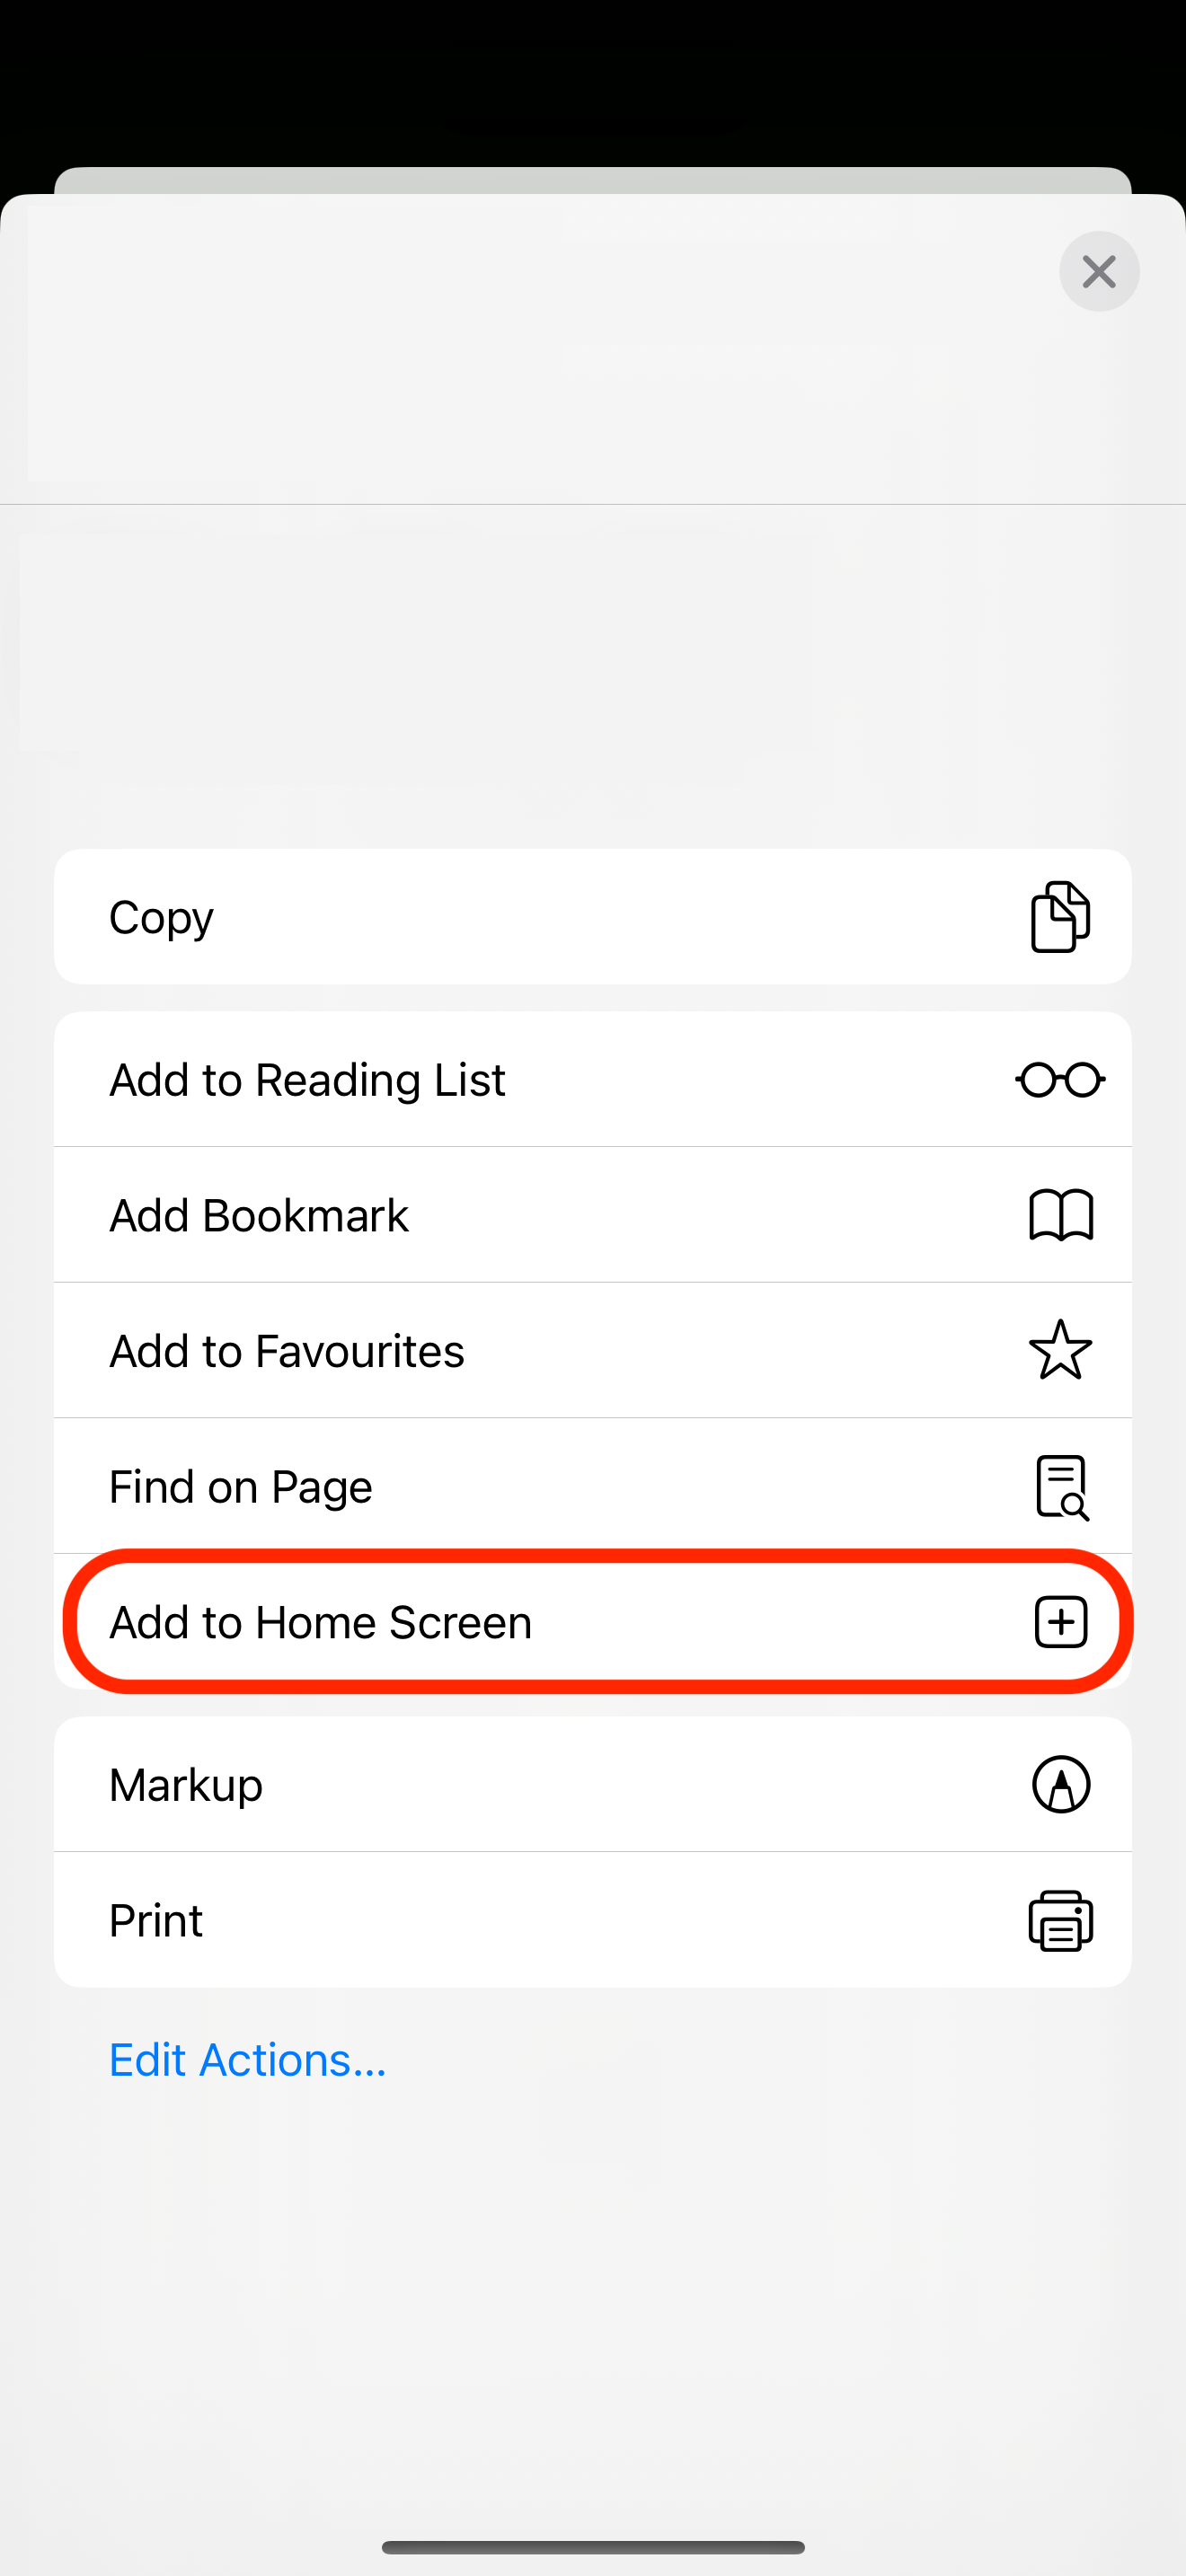 Copy
Add to Reading List
Add Bookmark
Add to Favourites
Find on Page
Add to Home Screen
Markup
Print
Edit Actions...